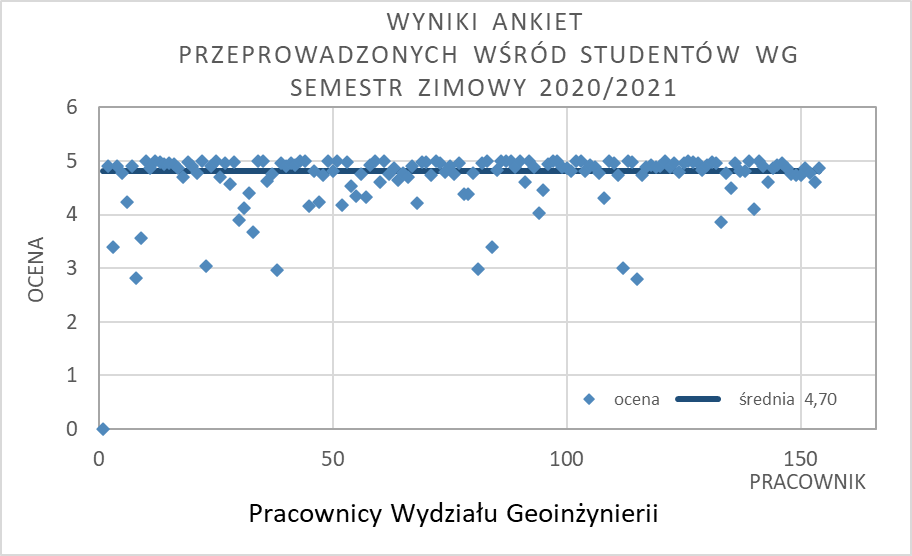 WYNIKI ANKIET
PRZEPROWADZONYCH WŚRÓD STUDENTÓW WG
SEMESTR ZIMOWY 2020/2021
6
5
4
3
2
1
0
OCENA
ocena
średnia 4,70
0
50
100
150
PRACOWNIK
Pracownicy Wydziału Geoinżynierii